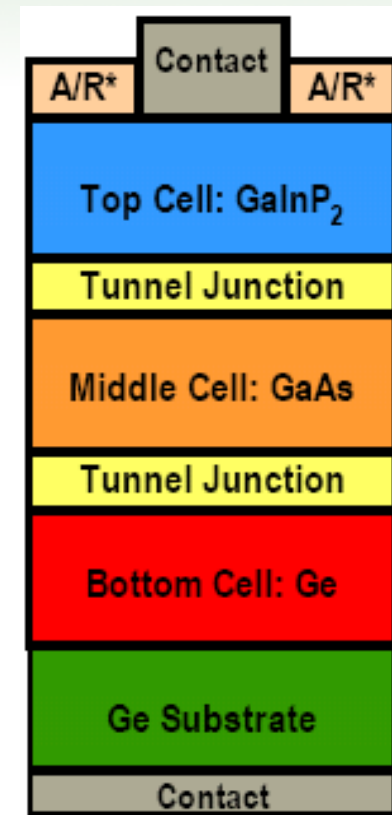 Contact
A/R* A/R*
Top Cell: GaInP₂
Tunnel Junction
Middle Cell: GaAs
Tunnel Junction
Bottom Cell: Ge
Ge Substrate
Contact